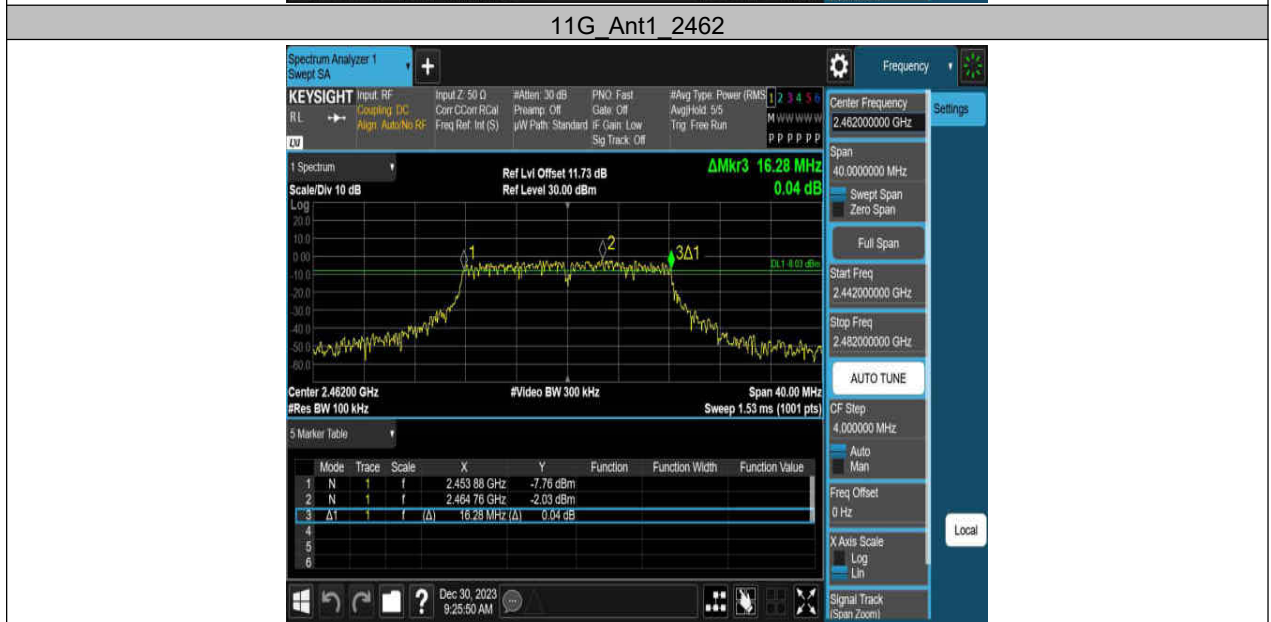 11G_Ant1_2462
Spectrum Analyzer 1
Swept SA
+
Frequency
KEYSIGHT
RL
LXI
Input: RF
Coupling: DC
Align: Auto/No RF
Input Z: 50 Ω
Corr CCorr RCal
Freq Ref: Int (S)
#Atten: 30 dB
Preamp: Off
µW Path: Standard
PNO: Fast
Gate: Off
IF Gain: Low
Sig Track: Off
#Avg Type: Power (RMS
Avg|Hold: 5/5
Trig: Free Run
1 2 3 4 5 6
M W W W W W
P P P P P P
Center Frequency
2.462000000 GHz
Settings
Span
40.0000000 MHz
Swept Span
Zero Span
Full Span
Start Freq
2.442000000 GHz
Stop Freq
2.482000000 GHz
AUTO TUNE
CF Step
4.000000 MHz
Auto
Man
Freq Offset
0 Hz
X Axis Scale
Log
Lin
Signal Track
(Span Zoom)
Local
1 Spectrum
Scale/Div 10 dB
Log
Ref Lvl Offset 11.73 dB
Ref Level 30.00 dBm
ΔMkr3 16.28 MHz
0.04 dB
20.0
10.0
0.00
-10.0
-20.0
-30.0
-40.0
-50.0
-60.0
1
2
3Δ1
DL1 -8.03 dBm
Center 2.46200 GHz
#Res BW 100 kHz
#Video BW 300 kHz
Span 40.00 MHz
Sweep 1.53 ms (1001 pts)
5 Marker Table
Mode Trace Scale X Y Function Function Width Function Value
1 N 1 f 2.453 88 GHz -7.76 dBm
2 N 1 f 2.464 76 GHz -2.03 dBm
3 Δ1 1 f (Δ) 16.28 MHz (Δ) 0.04 dB
4
5
6
?
Dec 30, 2023
9:25:50 AM